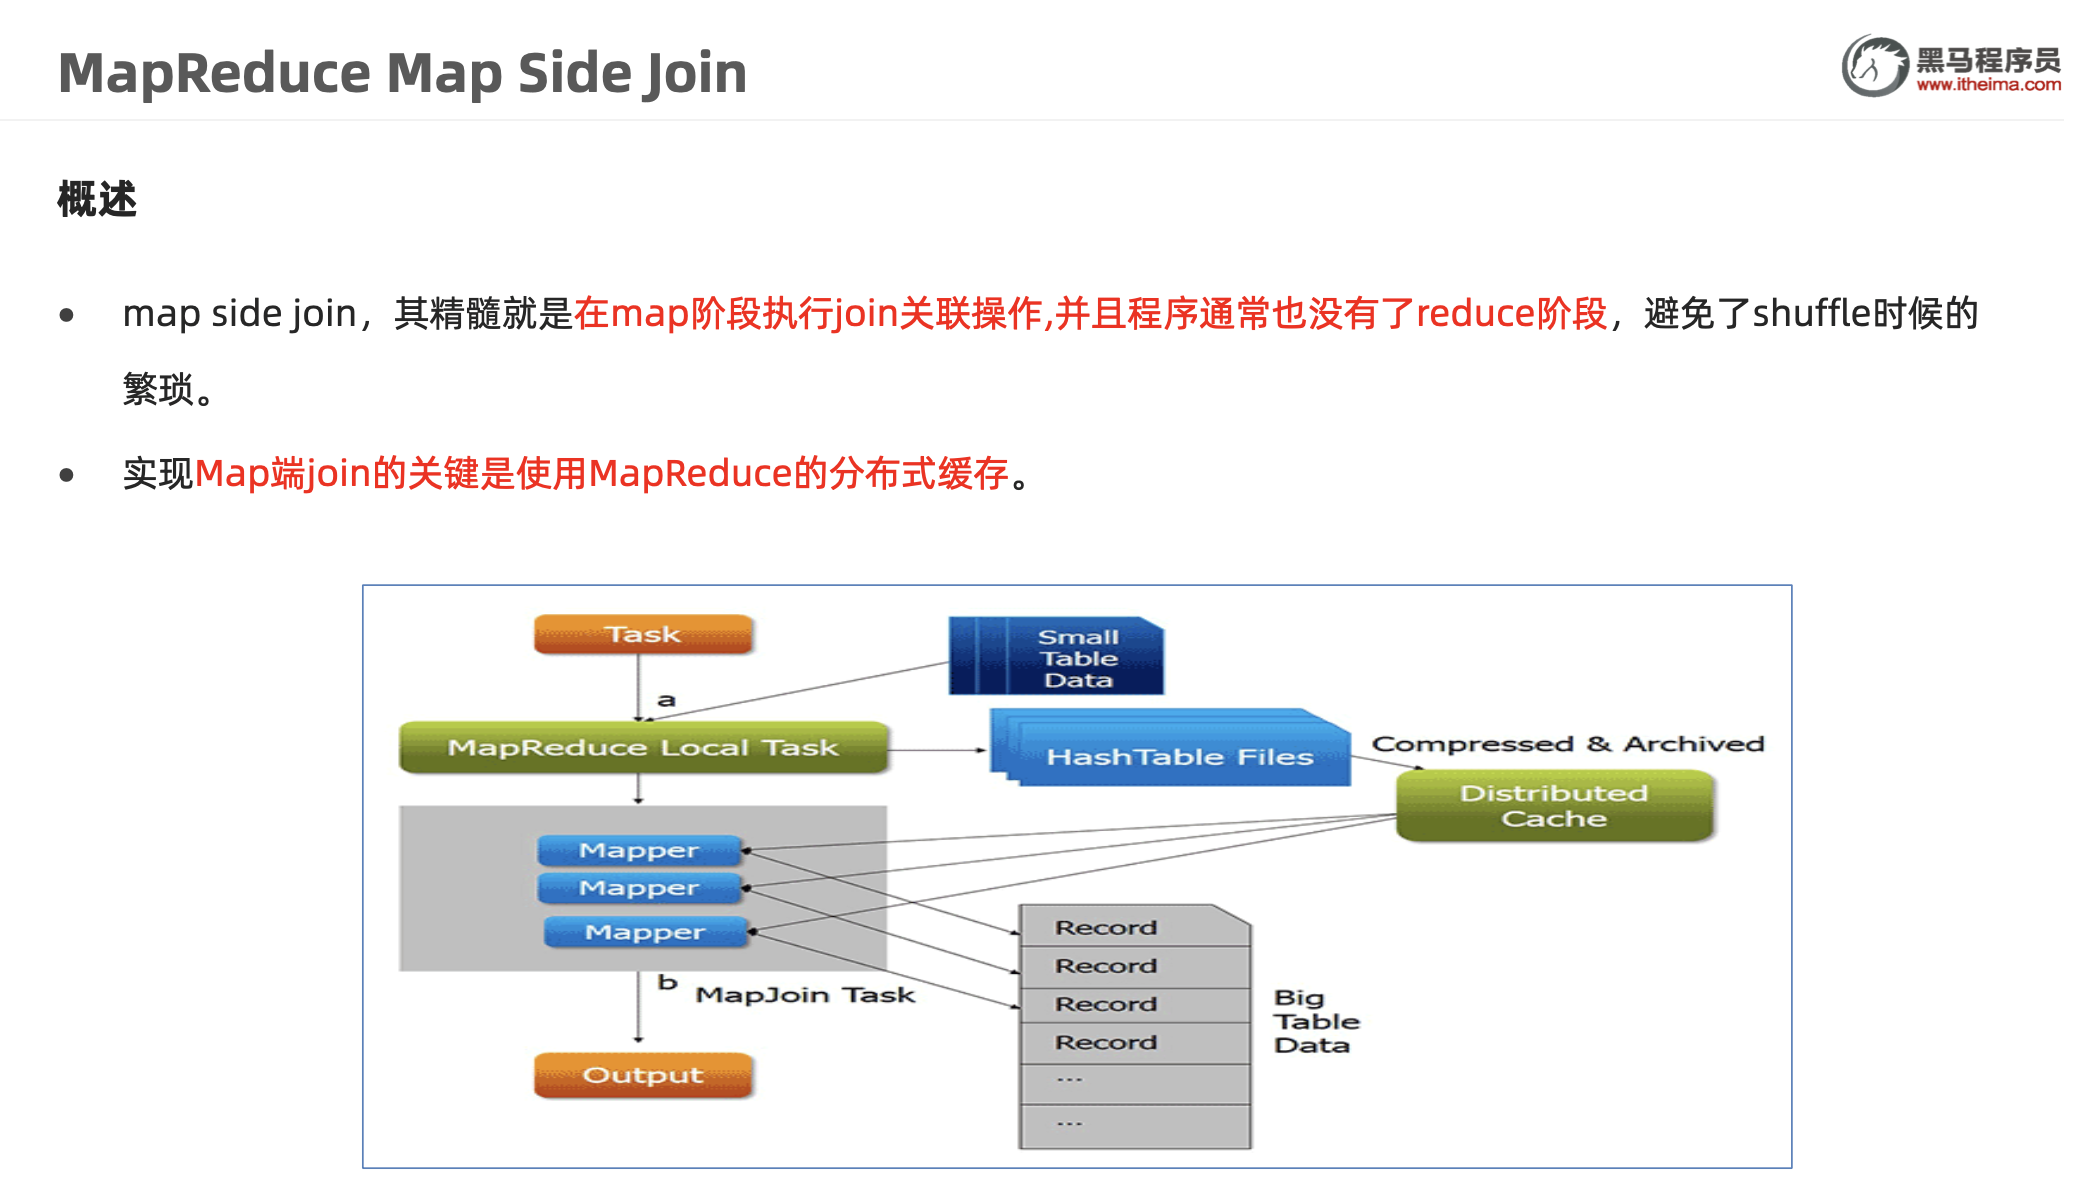 MapReduce Map Side Join
黑马程序员
www.itheima.com
概述
• map side join，其精髓就是在map阶段执行join关联操作,并且程序通常也没有了reduce阶段，避免了shuffle时候的
繁琐。
• 实现Map端join的关键是使用MapReduce的分布式缓存。
Task
Small
Table
Data
a
MapReduce Local Task
HashTable Files
Compressed & Archived
Distributed
Cache
Mapper
Mapper
Mapper
b
MapJoin Task
Record
Record
Record
Record
...
...
Big
Table
Data
Output